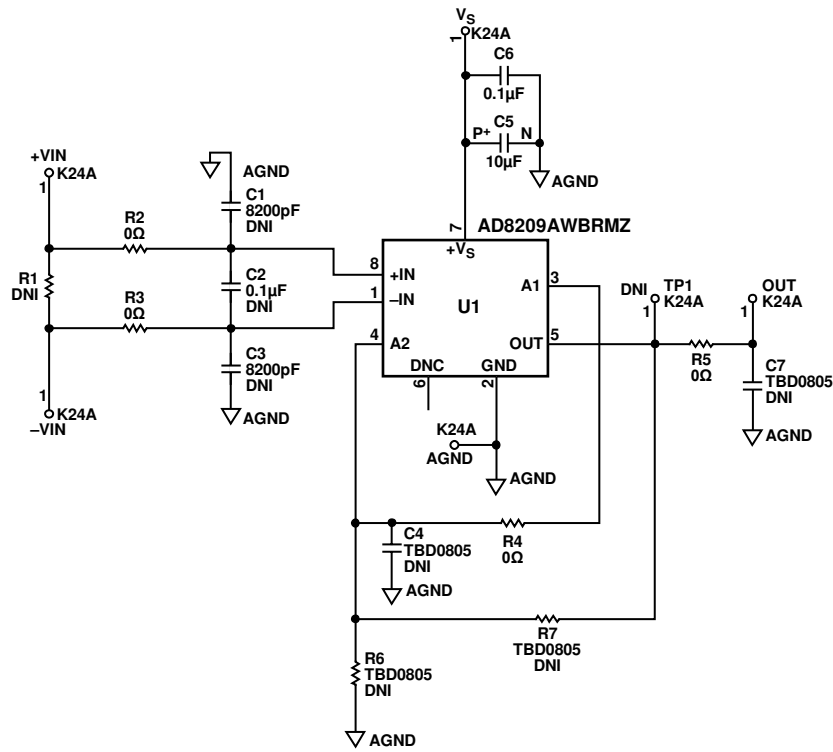 VS
K24A
1
C6
0.1µF
P+
C5
N
10µF
AGND
+VIN
K24A
1
AGND
C1
8200pF
DNI
R2
0Ω
R1
DNI
C2
0.1µF
DNI
R3
0Ω
C3
8200pF
DNI
AGND
1
K24A
–VIN
AD8209AWBRMZ
7
+VS
8
+IN
1
–IN
U1
A1
3
4
A2
OUT
5
DNC
6
GND
2
K24A
AGND
AGND
DNI
TP1
K24A
1
OUT
K24A
1
R5
0Ω
C7
TBD0805
DNI
AGND
C4
TBD0805
DNI
AGND
R4
0Ω
R7
TBD0805
DNI
R6
TBD0805
DNI
AGND